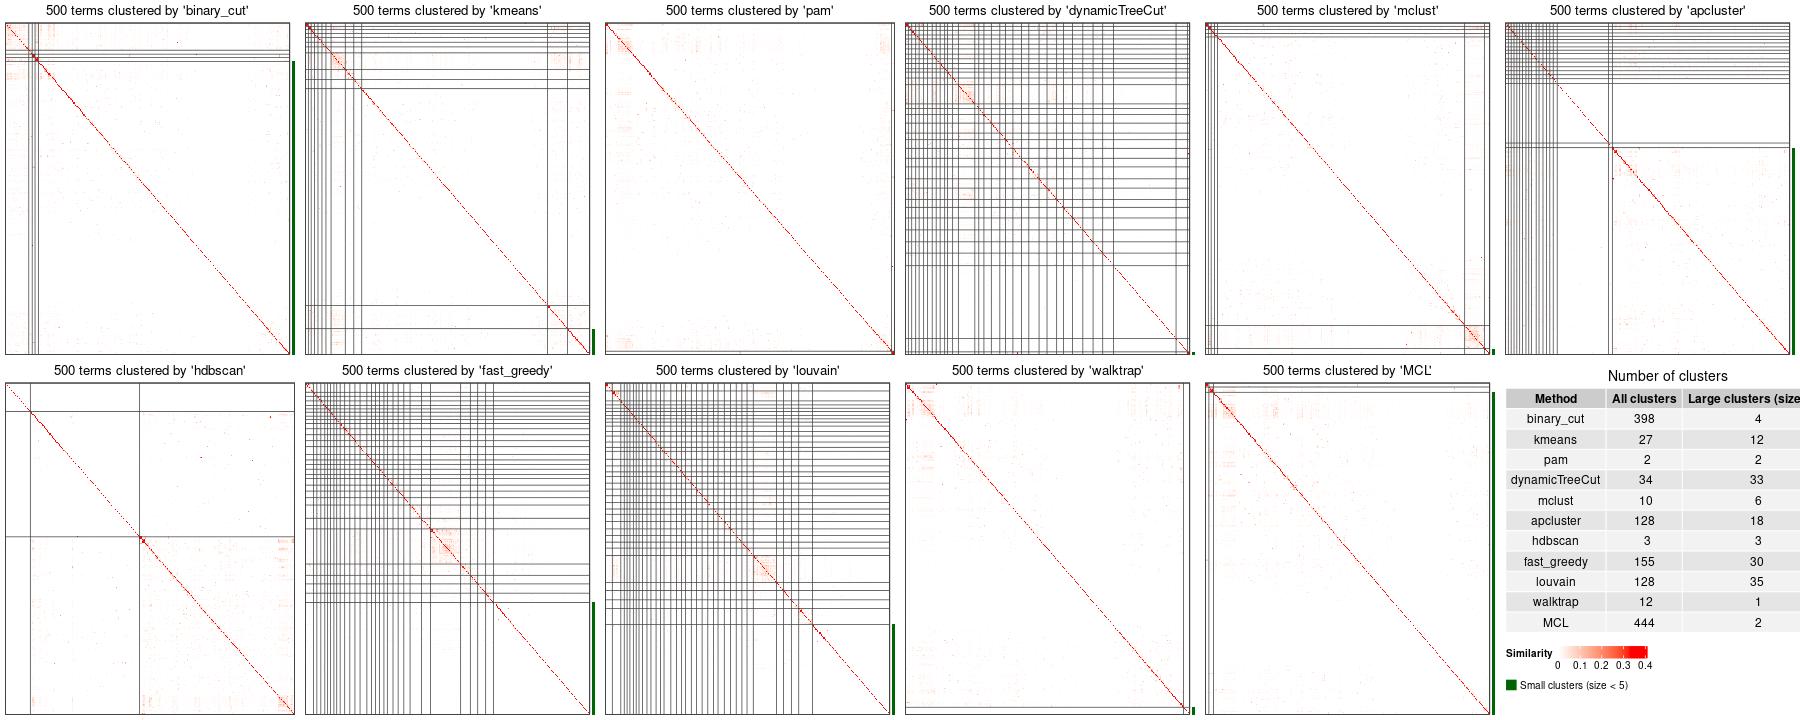 500 terms clustered by 'binary_cut'
500 terms clustered by 'kmeans'
500 terms clustered by 'pam'
500 terms clustered by 'dynamicTreeCut'
500 terms clustered by 'mclust'
500 terms clustered by 'apcluster'
500 terms clustered by 'hdbscan'
500 terms clustered by 'fast_greedy'
500 terms clustered by 'louvain'
500 terms clustered by 'walktrap'
500 terms clustered by 'MCL'
Number of clusters
Method All clusters Large clusters (size
binary_cut 398 4
kmeans 27 12
pam 2 2
dynamicTreeCut 34 33
mclust 10 6
apcluster 128 18
hdbscan 3 3
fast_greedy 155 30
louvain 128 35
walktrap 12 1
MCL 444 2
Similarity
0 0.1 0.2 0.3 0.4
Small clusters (size < 5)